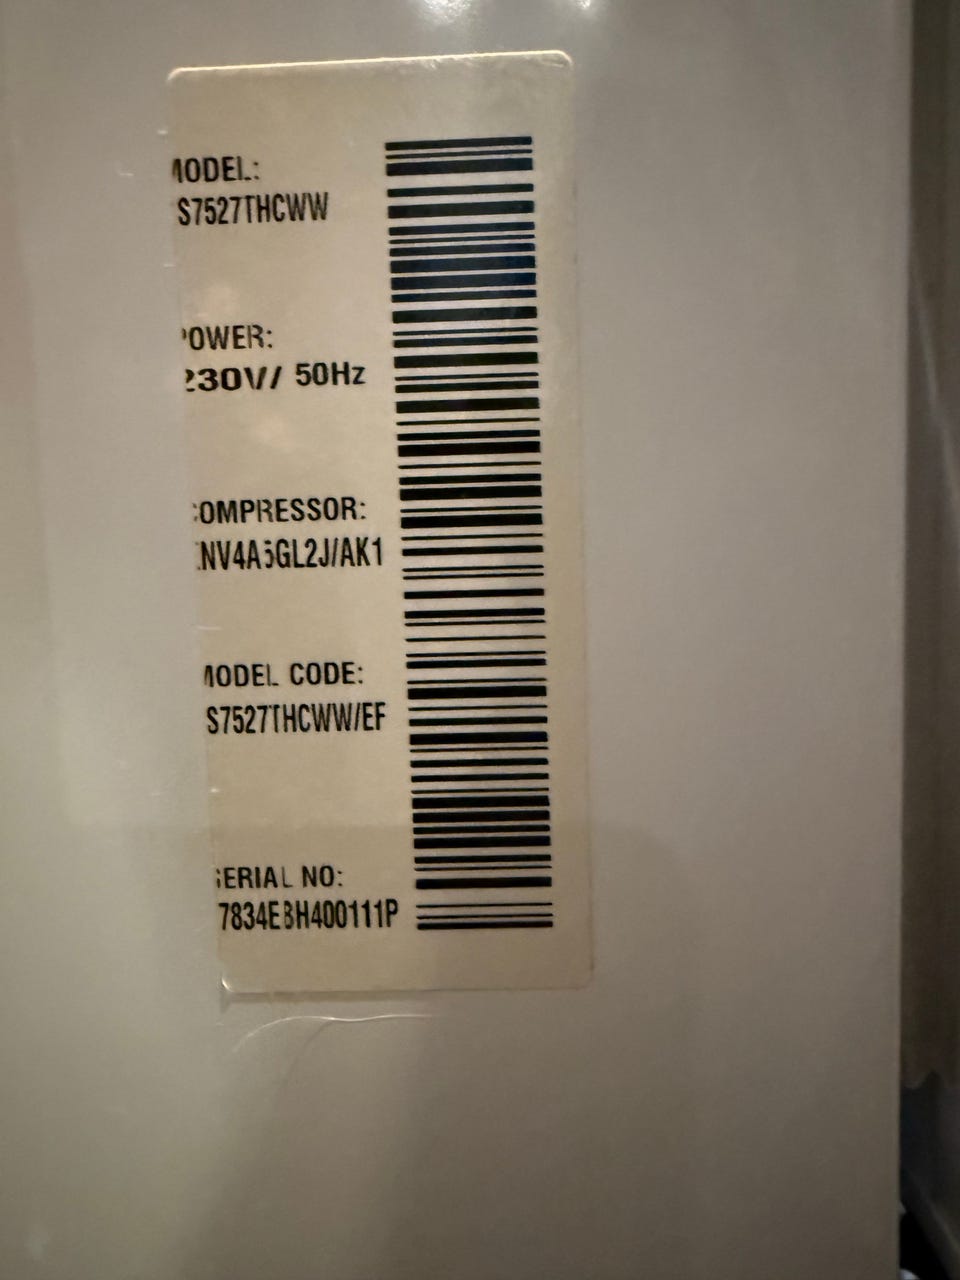 MODEL:
S7527THCWW
POWER:
230V/ 50Hz
COMPRESSOR:
NV4A5GL2J/AK1
MODEL CODE:
S7527THCWW/EF
SERIAL NO:
7834EBH400111P